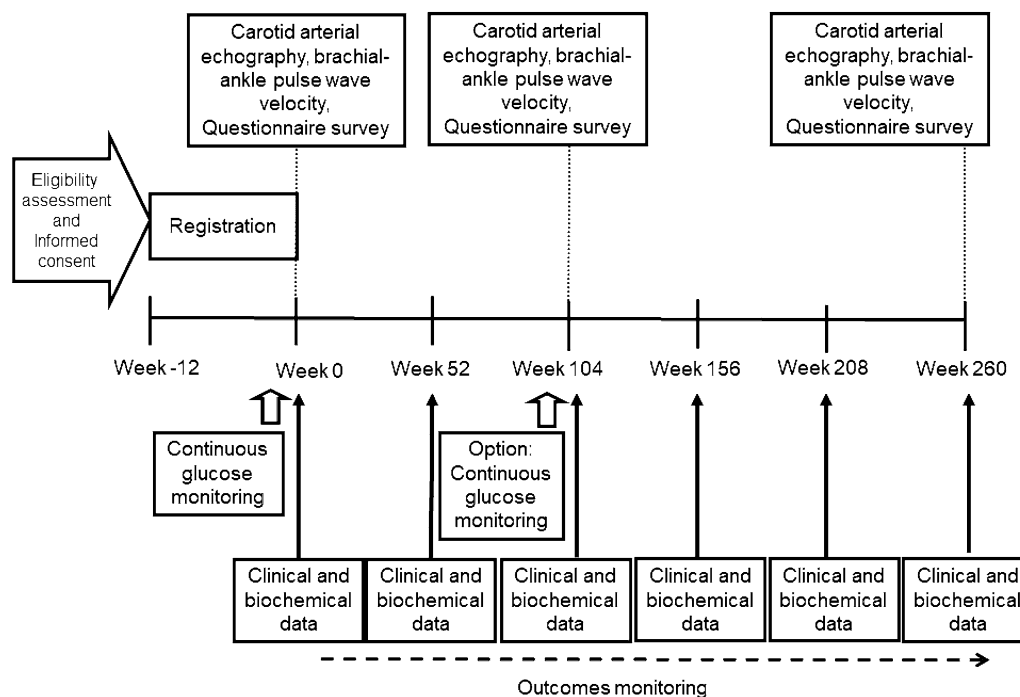 Carotid arterial
echography, brachial-
ankle pulse wave
velocity,
Questionnaire survey
Carotid arterial
echography, brachial-
ankle pulse wave
velocity,
Questionnaire survey
Carotid arterial
echography, brachial-
ankle pulse wave
velocity,
Questionnaire survey
Eligibility
assessment
and
Informed
consent
Registration
Week -12
Week 0
Week 52
Week 104
Week 156
Week 208
Week 260
Continuous
glucose
monitoring
Option:
Continuous
glucose
monitoring
Clinical and
biochemical
data
Clinical and
biochemical
data
Clinical and
biochemical
data
Clinical and
biochemical
data
Clinical and
biochemical
data
Clinical and
biochemical
data
Outcomes monitoring